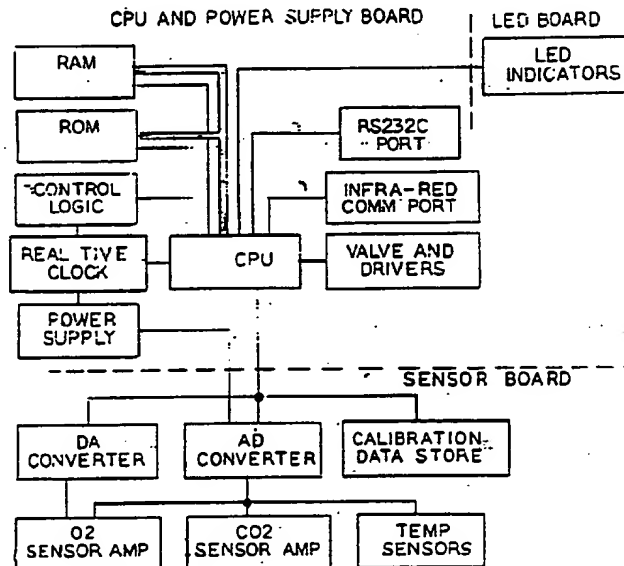 CPU AND POWER SUPPLY BOARD
LED BOARD
RAM
LED
INDICATORS
ROM
RS232C
PORT
CONTROL
LOGIC
INFRA-RED
COMM PORT
REAL TIVE
CLOCK
CPU
VALVE AND
DRIVERS
POWER
SUPPLY
SENSOR BOARD
DA
CONVERTER
AD
CONVERTER
CALIBRATION
DATA STORE
O2
SENSOR AMP
CO2
SENSOR AMP
TEMP
SENSORS